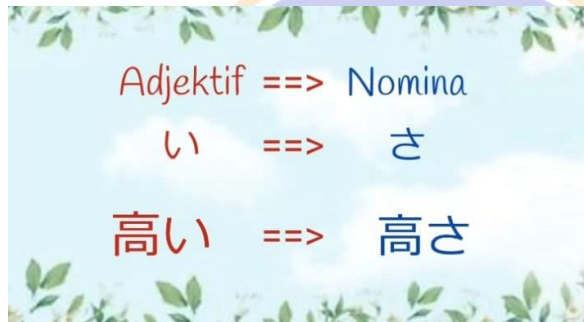 Adjektif ==> Nomina
い ==> さ
高い ==> 高さ